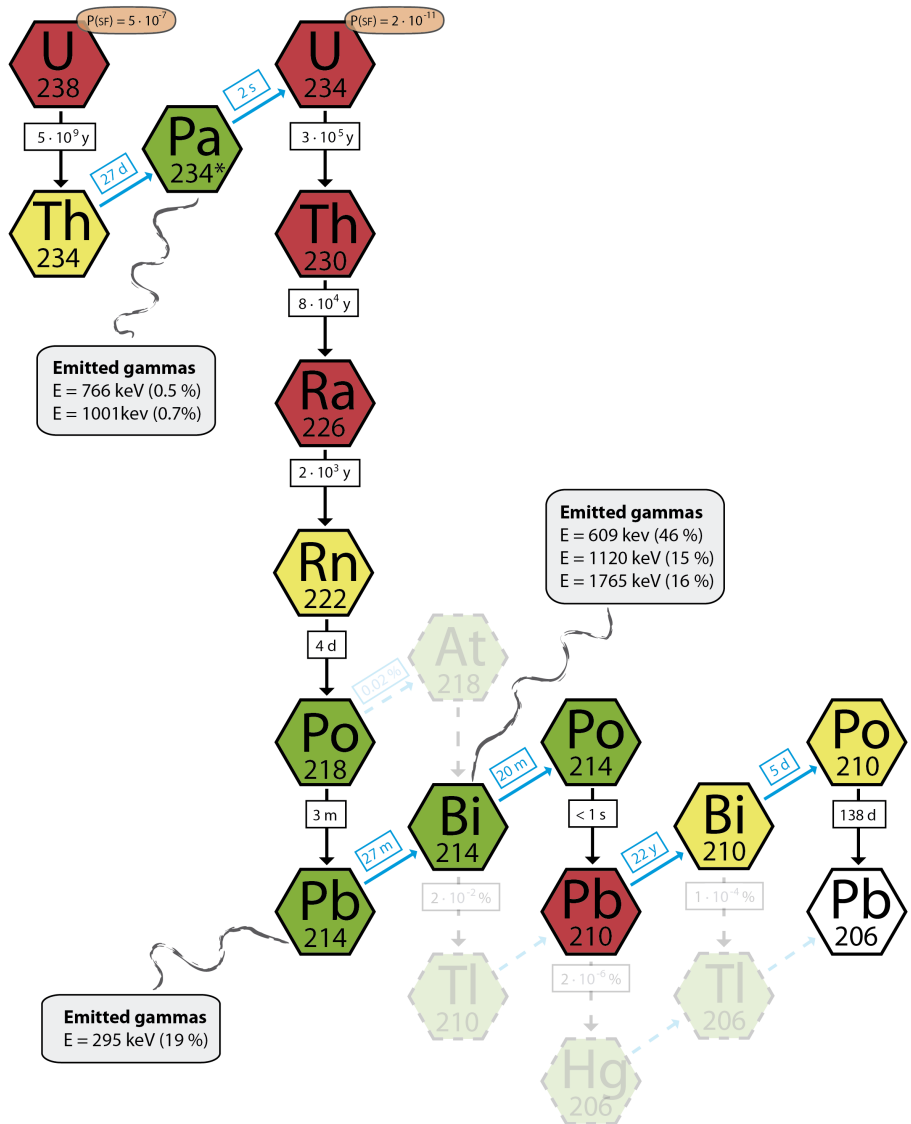 P(SF) = 5 · 10⁻⁷
P(SF) = 2 · 10⁻¹¹
U
238
U
234
2 s
Pa
234*
5 · 10⁹ y
3 · 10⁵ y
27 d
Th
234
Th
230
8 · 10⁴ y
Emitted gammas
E = 766 keV (0.5 %)
E = 1001kev (0.7%)
Ra
226
2 · 10³ y
Emitted gammas
E = 609 kev (46 %)
E = 1120 keV (15 %)
E = 1765 keV (16 %)
Rn
222
4 d
At
218
0.02 %
Po
218
Po
214
Po
210
20 m
5 d
3 m
Bi
214
< 1 s
Bi
210
138 d
27 m
22 y
Pb
214
2 · 10⁻² %
Pb
210
1 · 10⁻⁴ %
Pb
206
Tl
210
2 · 10⁻⁶ %
Tl
206
Emitted gammas
E = 295 keV (19 %)
Hg
206